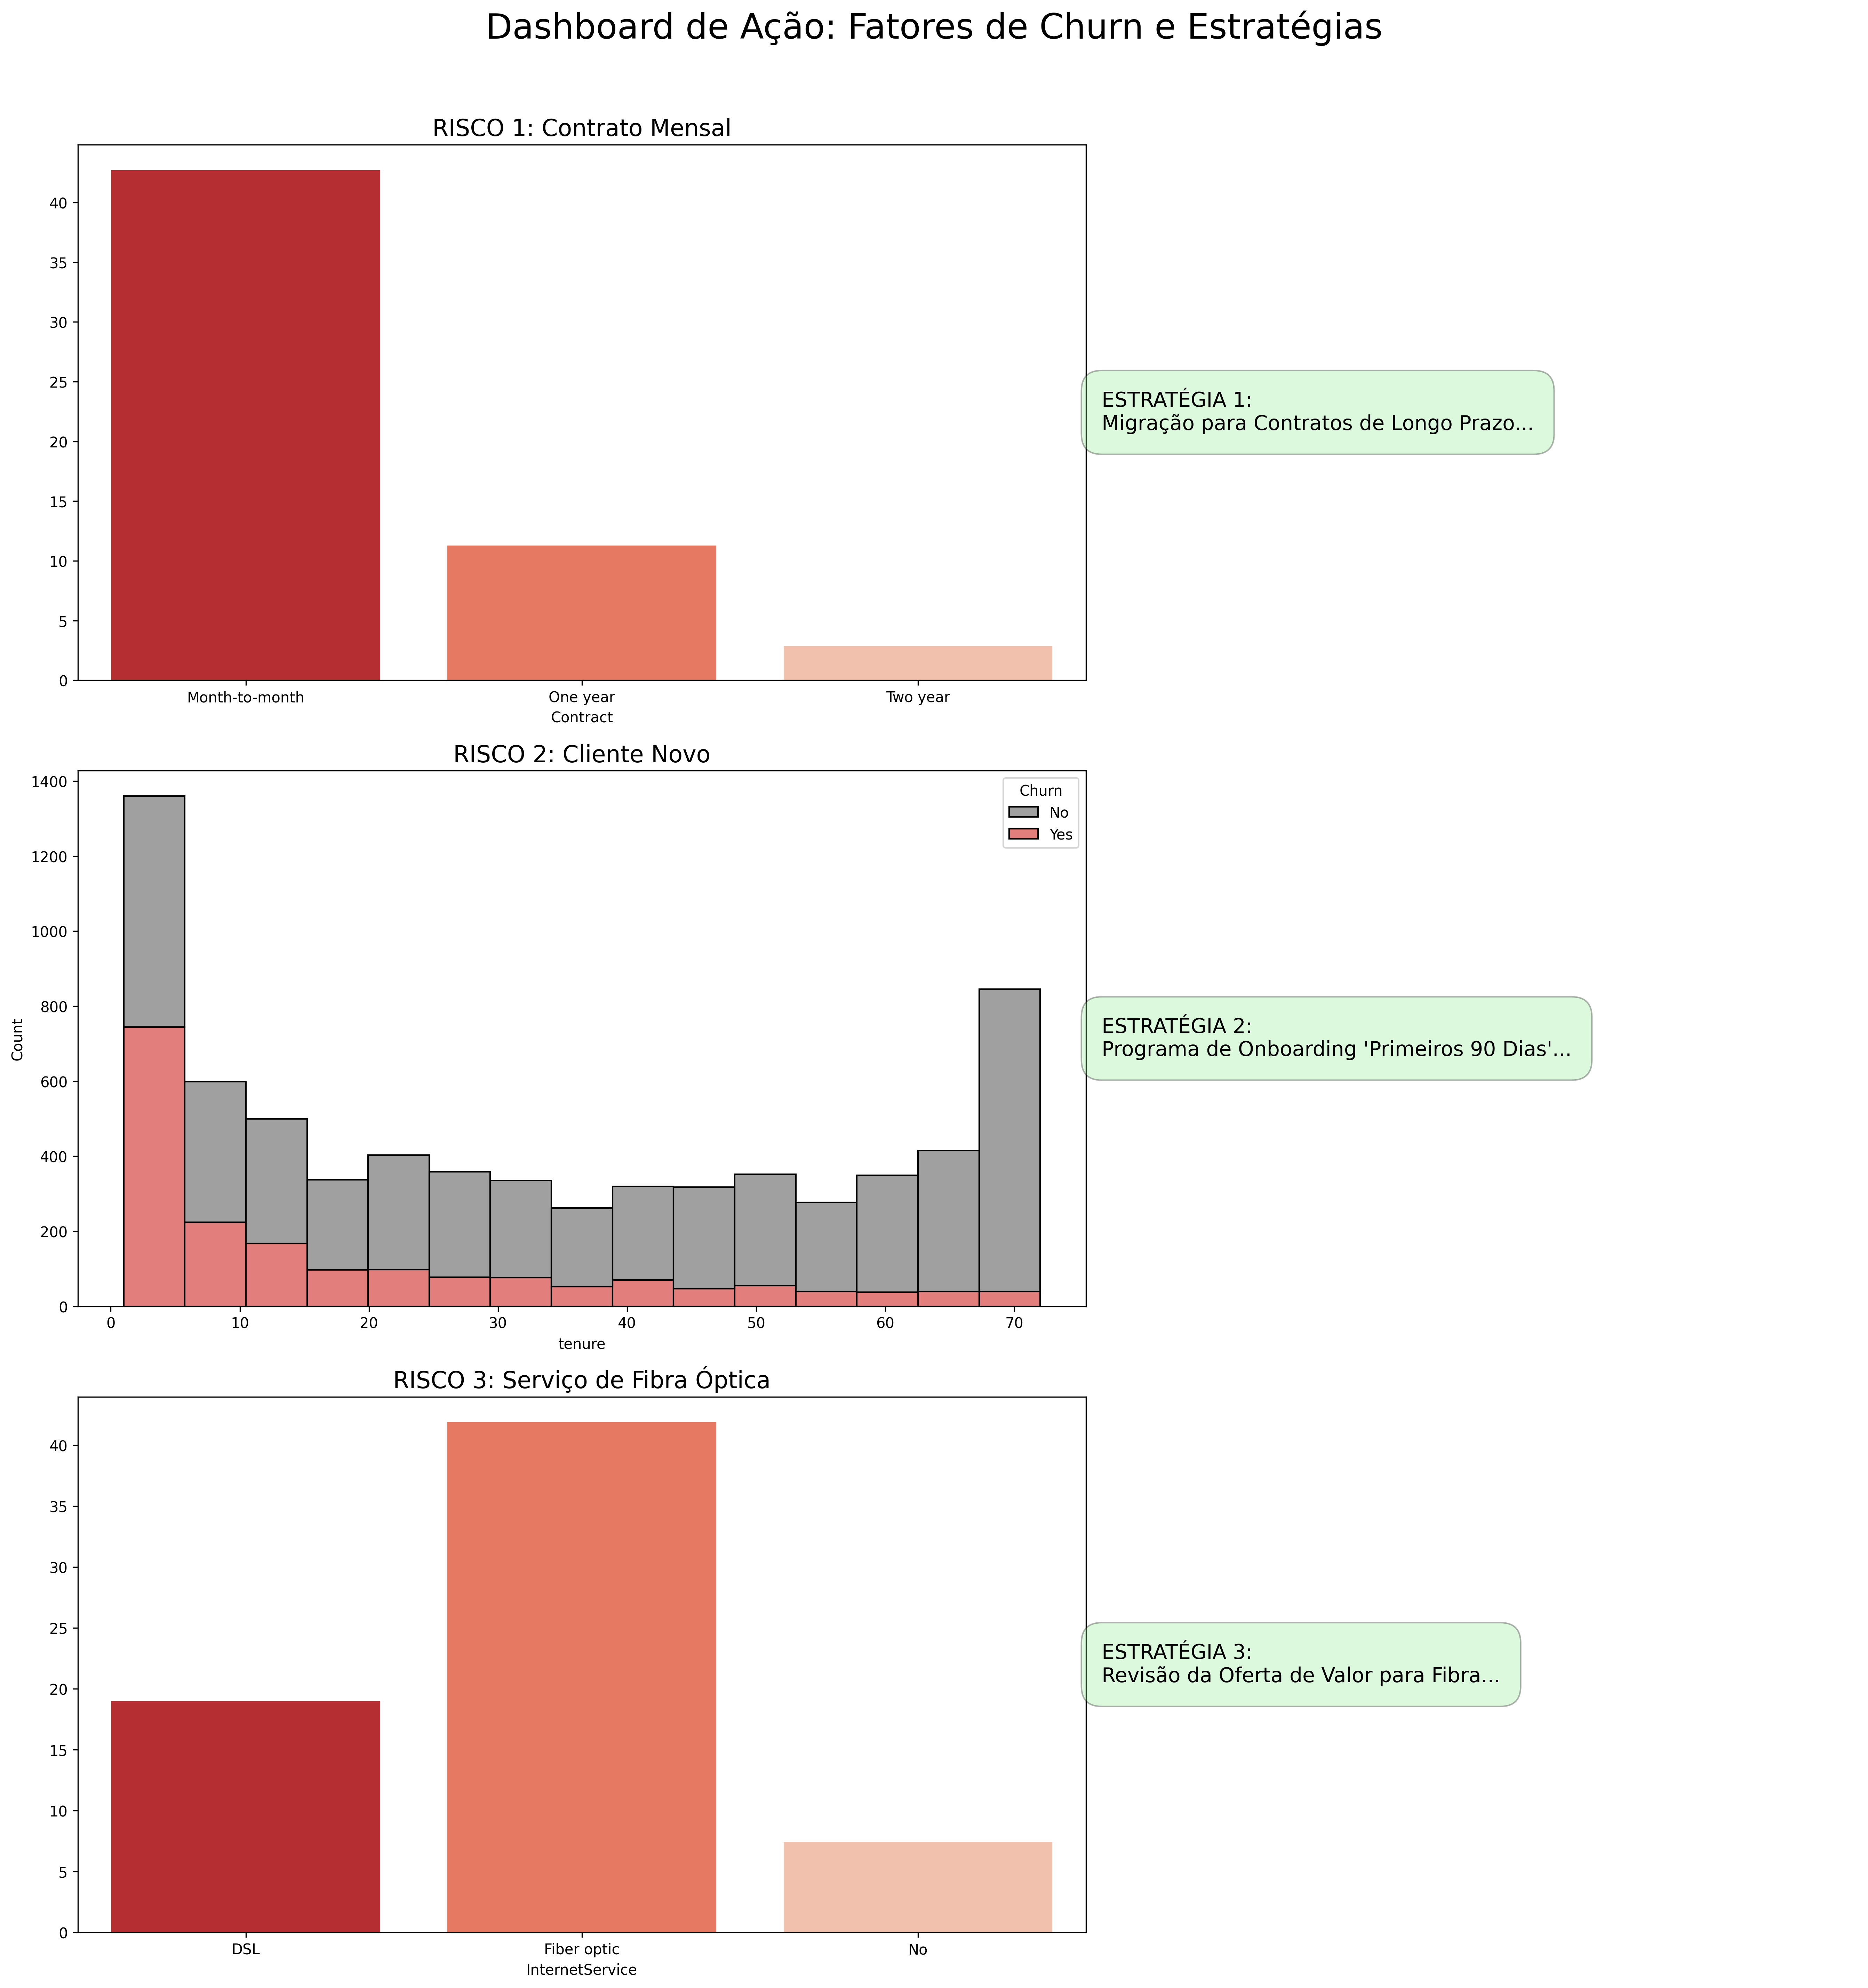 Dashboard de Ação: Fatores de Churn e Estratégias
RISCO 1: Contrato Mensal
40
35
30
25
20
15
10
5
0
Month-to-month
One year
Two year
Contract
ESTRATÉGIA 1:
Migração para Contratos de Longo Prazo...
RISCO 2: Cliente Novo
Churn
No
Yes
1400
1200
1000
800
600
400
200
0
Count
0
10
20
30
40
50
60
70
tenure
ESTRATÉGIA 2:
Programa de Onboarding 'Primeiros 90 Dias'...
RISCO 3: Serviço de Fibra Óptica
40
35
30
25
20
15
10
5
0
DSL
Fiber optic
No
InternetService
ESTRATÉGIA 3:
Revisão da Oferta de Valor para Fibra...